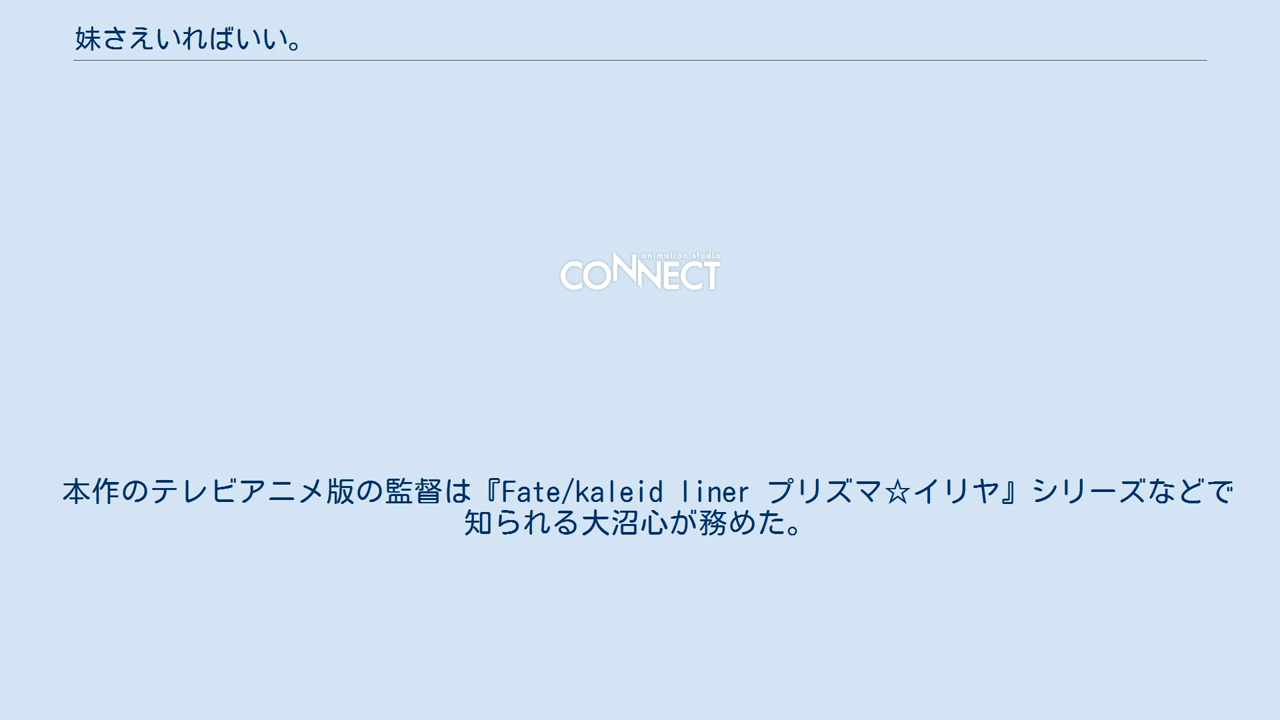 妹さえいればいい。
animation studio
CONNECT
本作のテレビアニメ版の監督は『Fate/kaleid liner プリズマ☆イリヤ』シリーズなどで
知られる大沼心が務めた。